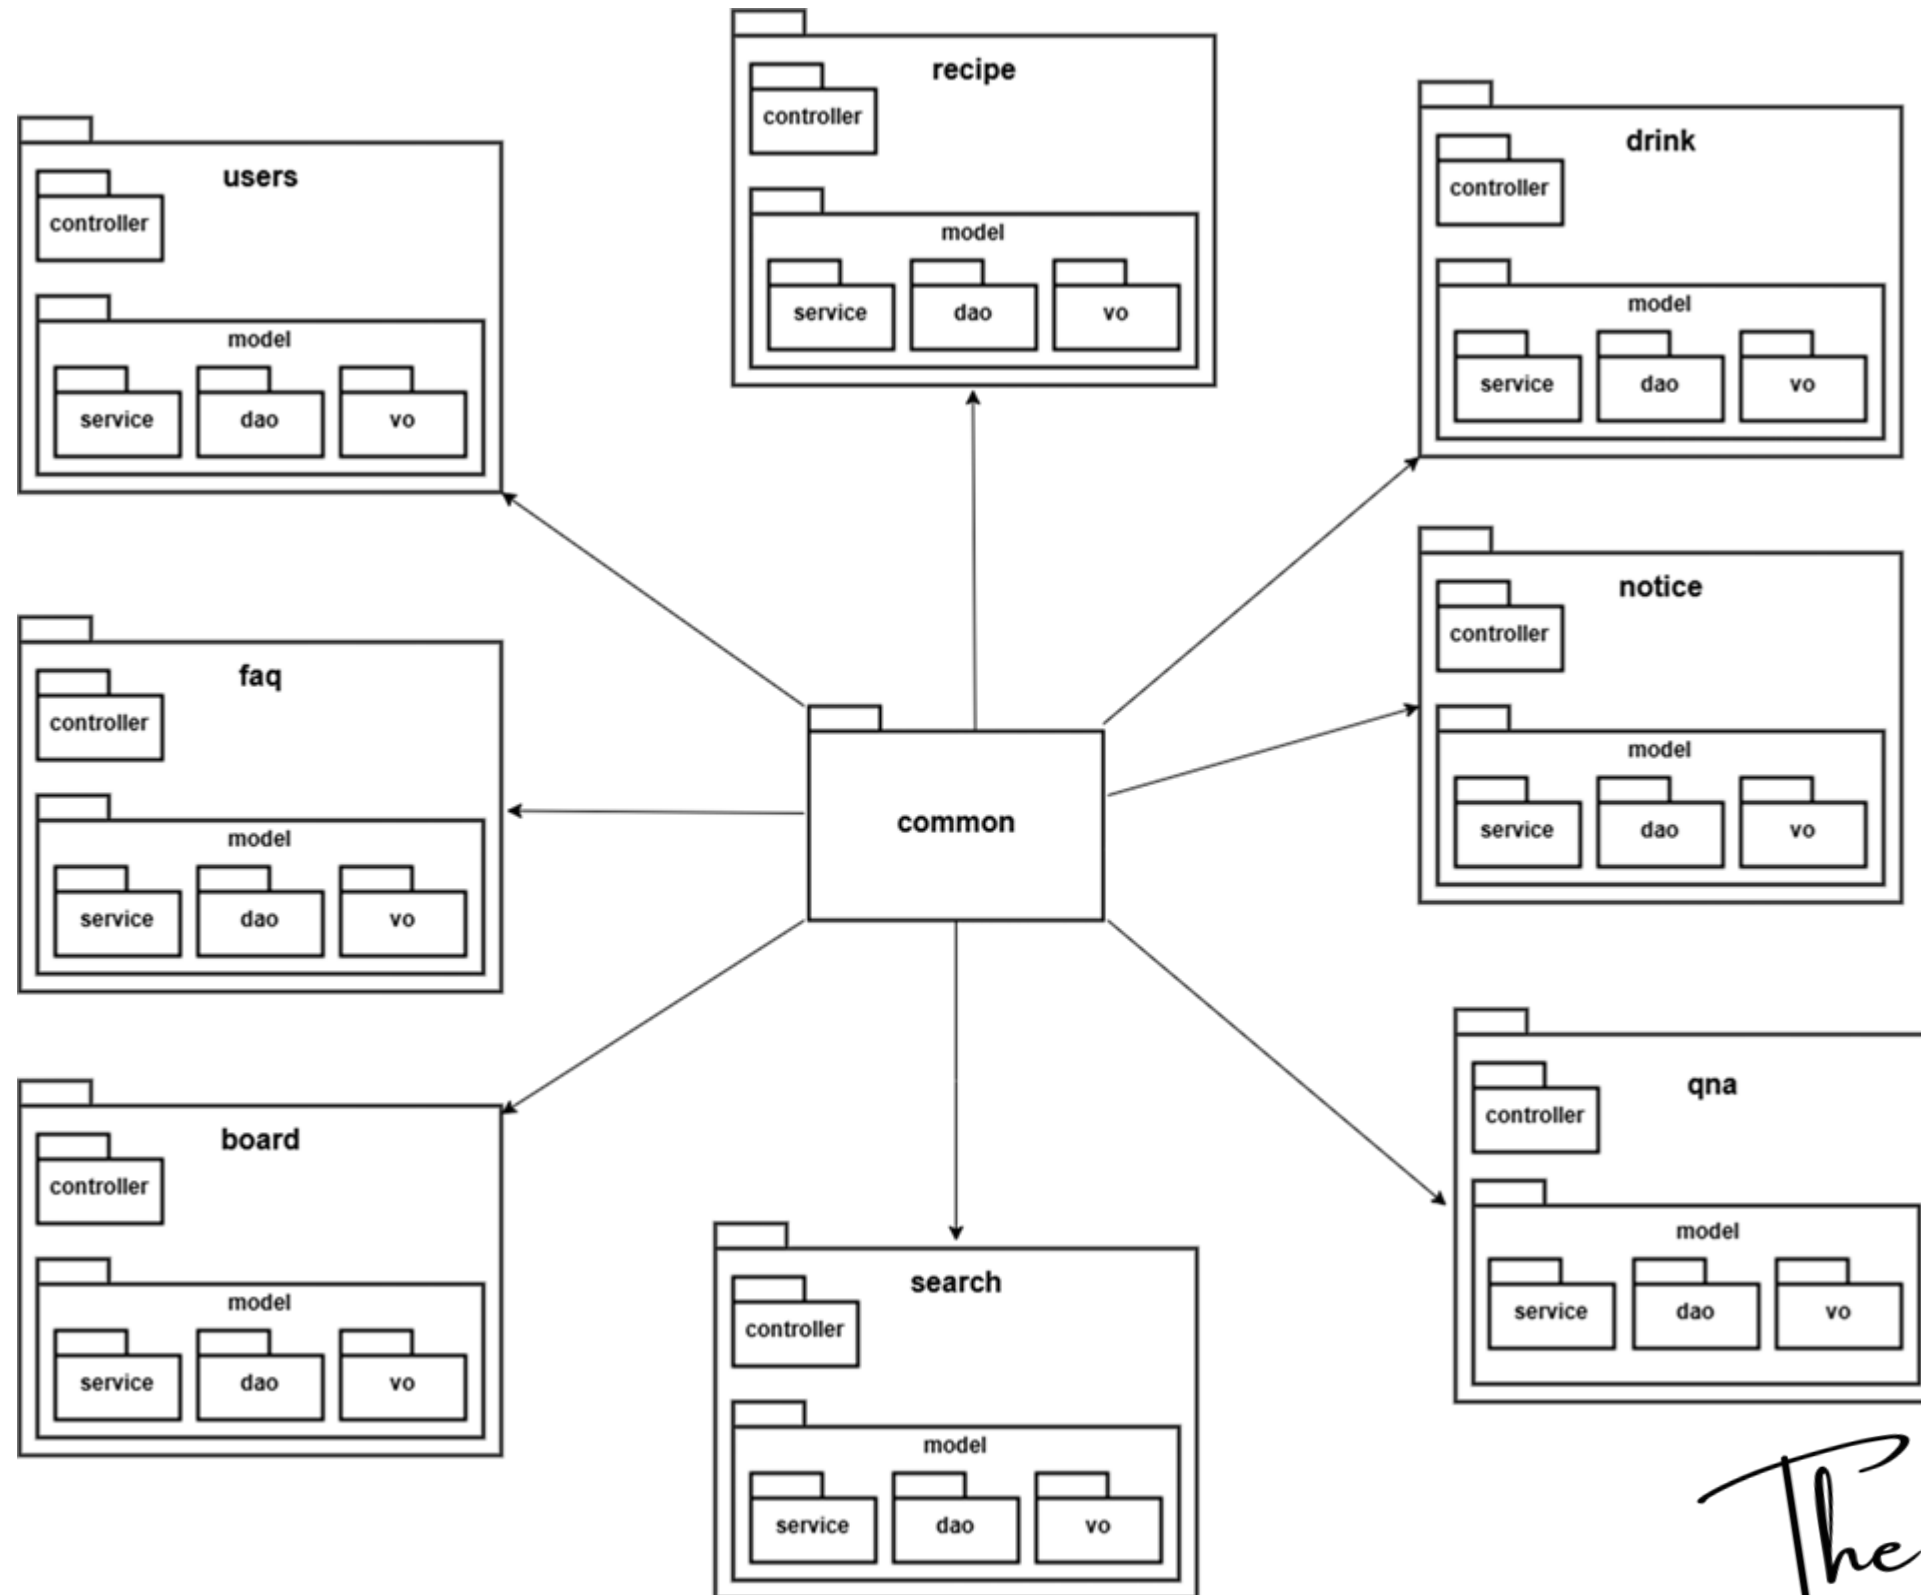 recipe
controller
model
service dao vo
drink
controller
model
service dao vo
users
controller
model
service dao vo
notice
controller
model
service dao vo
faq
controller
model
service dao vo
common
qna
controller
model
service dao vo
board
controller
model
service dao vo
search
controller
model
service dao vo
The